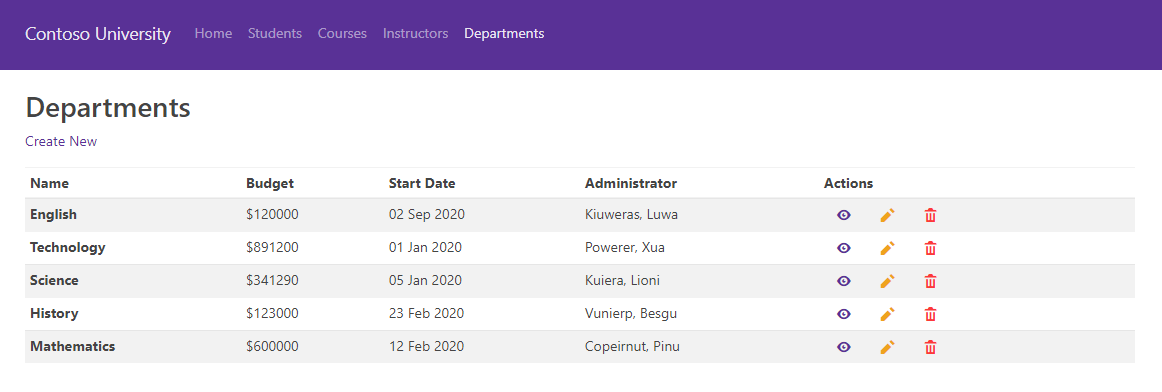 Contoso University Home Students Courses Instructors Departments
Departments
Create New
Name Budget Start Date Administrator Actions
English $120000 02 Sep 2020 Kiuweras, Luwa
Technology $891200 01 Jan 2020 Powerer, Xua
Science $341290 05 Jan 2020 Kuiera, Lioni
History $123000 23 Feb 2020 Vunierp, Besgu
Mathematics $600000 12 Feb 2020 Copeirnut, Pinu